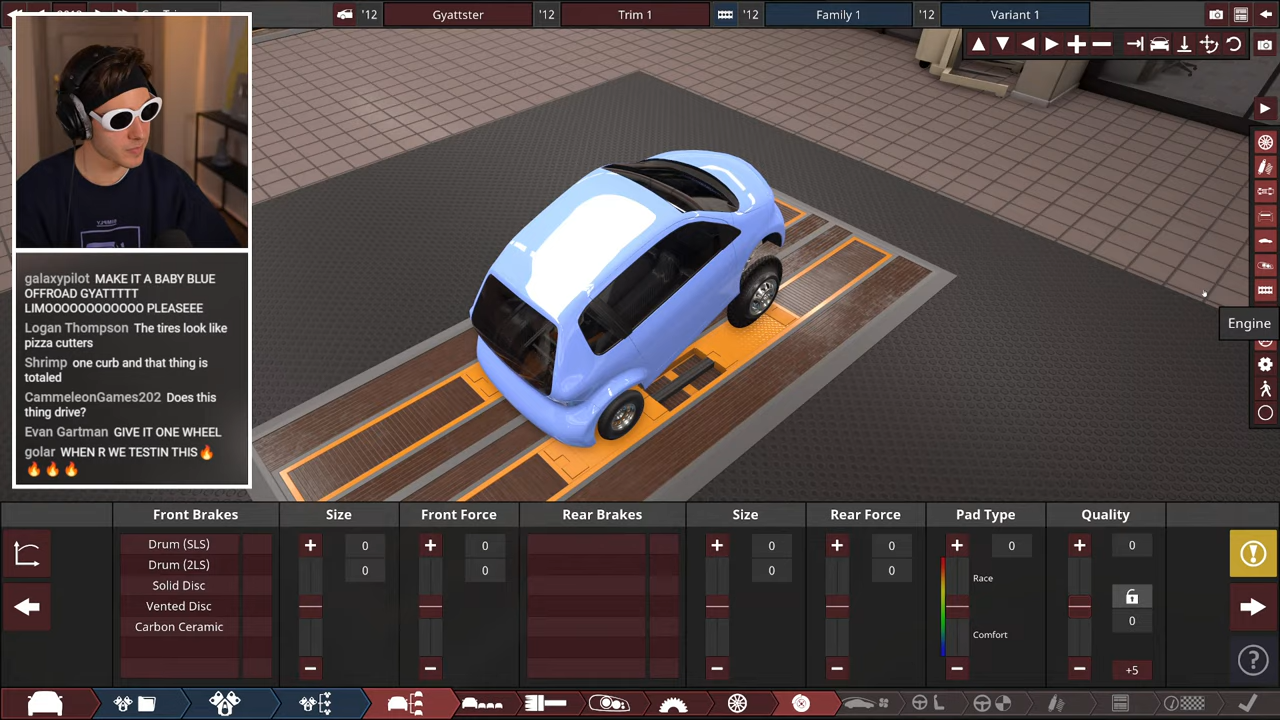 '12 Gyattster '12 Trim 1 '12 Family 1 '12 Variant 1
galaxypilot MAKE IT A BABY BLUE
OFFROAD GYATTTTT
LIMOOOOOOOOOOO PLEASEEE
Logan Thompson The tires look like
pizza cutters
Shrimp one curb and that thing is
totaled
CammeleonGames202 Does this
thing drive?
Evan Gartman GIVE IT ONE WHEEL
golar WHEN R WE TESTIN THIS🔥
🔥🔥🔥
Engine
Front Brakes Size Front Force Rear Brakes Size Rear Force Pad Type Quality
Drum (SLS) 0 0 0 0 0 0
Drum (2LS) 0 0 0 0
Solid Disc Race
Vented Disc
Carbon Ceramic Comfort 0
+5